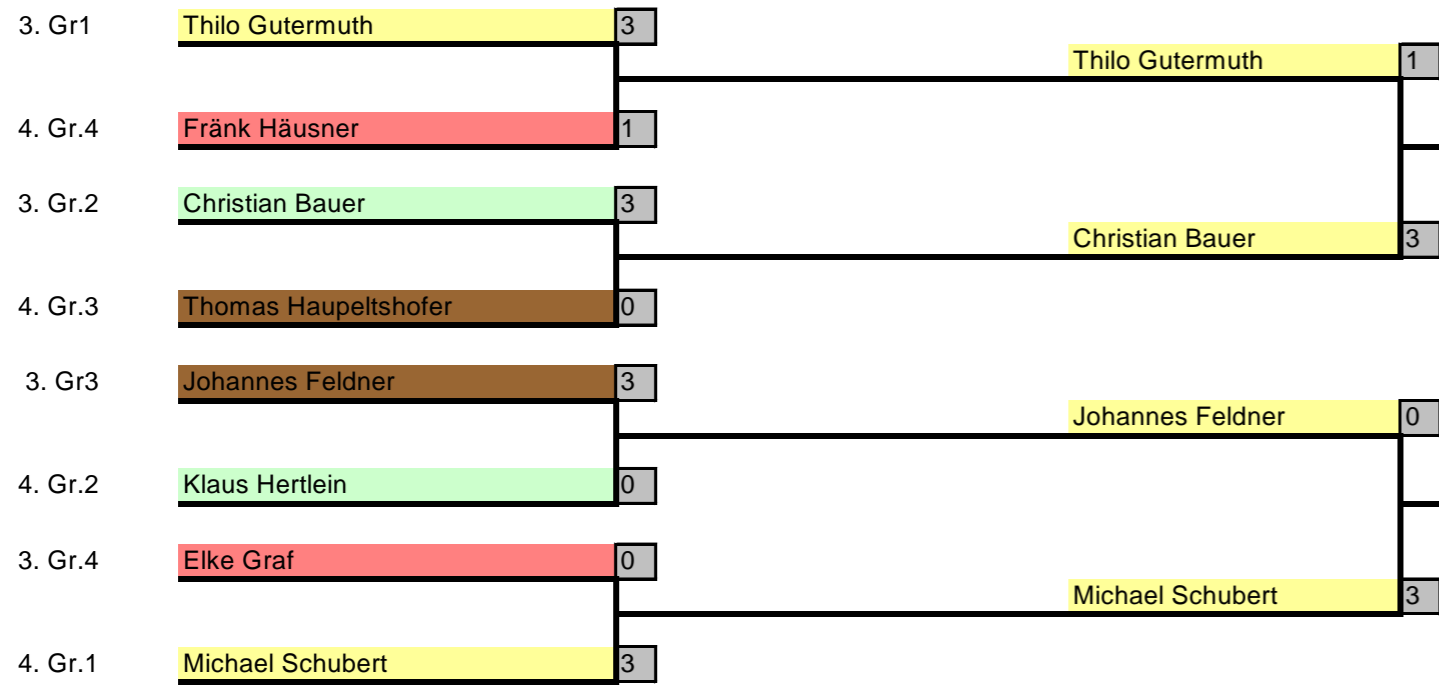 3. Gr1 Thilo Gutermuth 3
Thilo Gutermuth 1
4. Gr.4 Fränk Häusner 1
3. Gr.2 Christian Bauer 3
Christian Bauer 3
4. Gr.3 Thomas Haupeltshofer 0
3. Gr3 Johannes Feldner 3
Johannes Feldner 0
4. Gr.2 Klaus Hertlein 0
3. Gr.4 Elke Graf 0
Michael Schubert 3
4. Gr.1 Michael Schubert 3